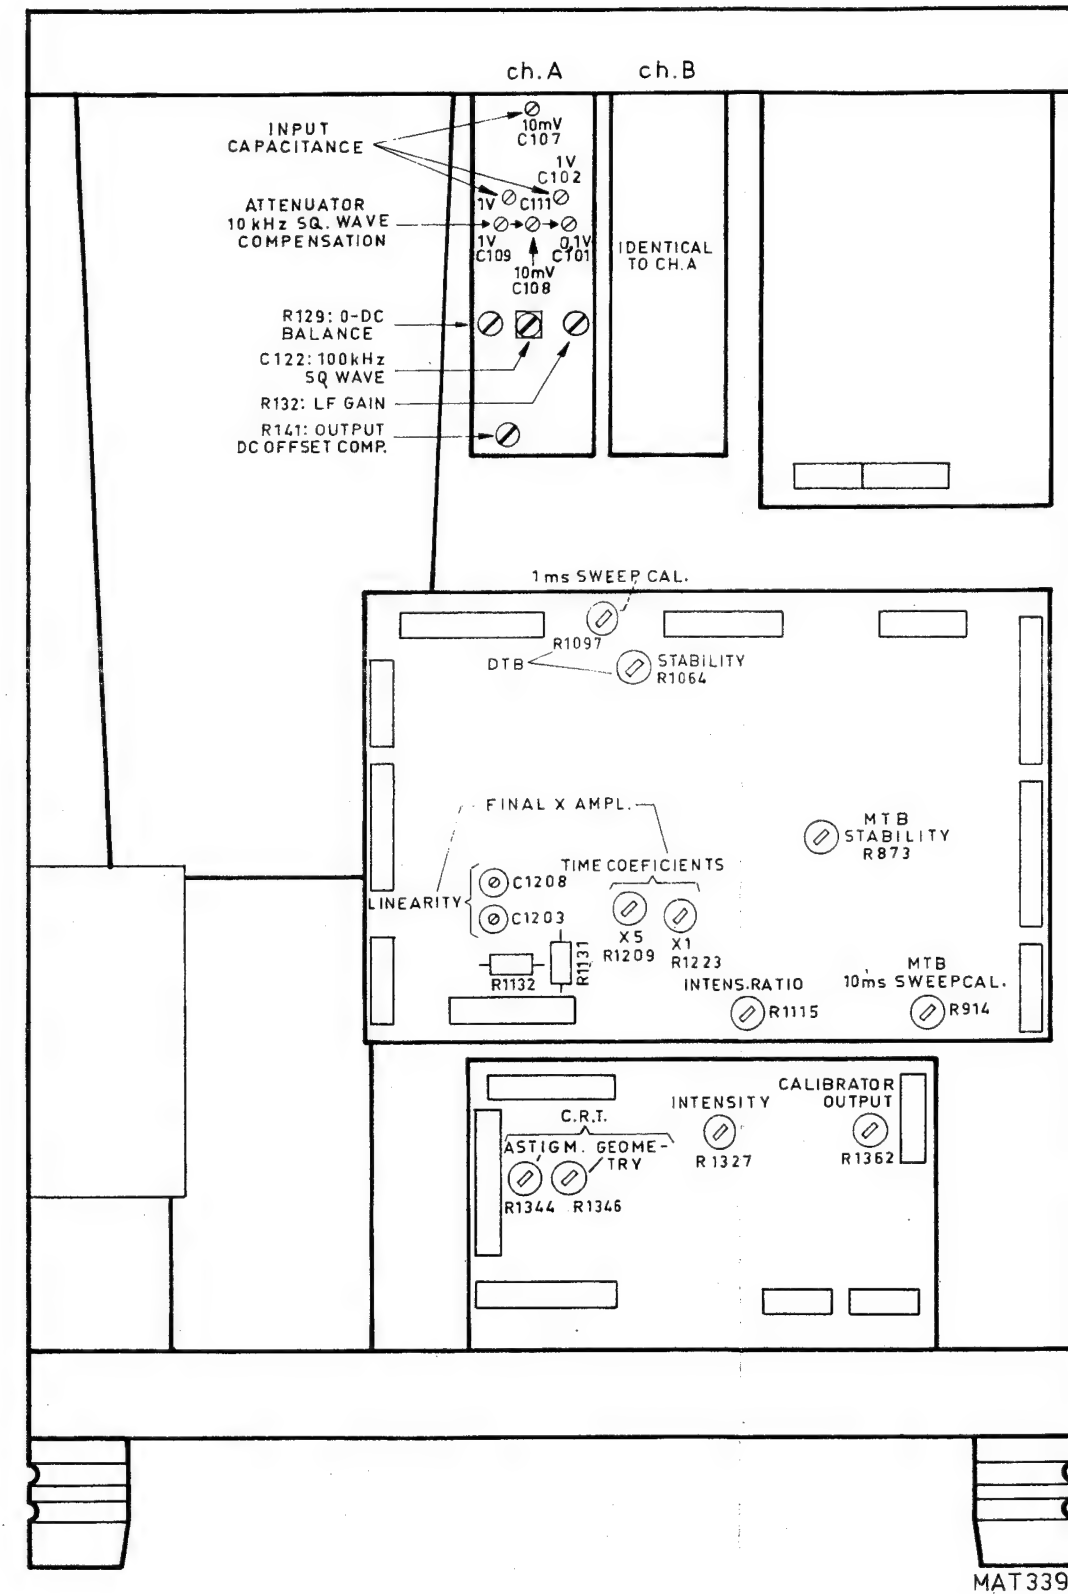 ch.A
ch.B
INPUT
CAPACITANCE
10mV
C107
1V
C102
1V
C111
ATTENUATOR
10 kHz SQ. WAVE
COMPENSATION
1V
C109
0,1V
C101
10mV
C108
IDENTICAL
TO CH.A
R129: 0-DC
BALANCE
C122: 100kHz
SQ WAVE
R132: LF GAIN
R141: OUTPUT
DC OFFSET COMP.
1 ms SWEEP CAL.
R1097
DTB
STABILITY
R1064
FINAL X AMPL.
MTB
STABILITY
R873
TIME COEFICIENTS
LINEARITY
C1208
C1203
X5
R1209
X1
R1223
R1132
R1131
INTENS.RATIO
R1115
MTB
10ms SWEEPCAL.
R914
C.R.T.
ASTIGM. GEOME-
TRY
R1344
R1346
INTENSITY
R1327
CALIBRATOR
OUTPUT
R1362
MAT339